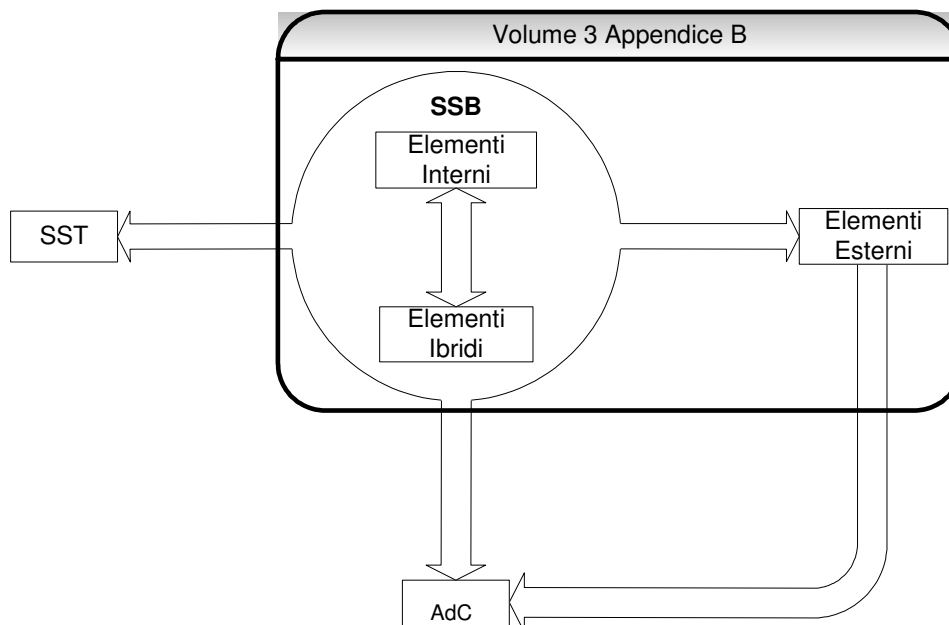 Volume 3 Appendice B
SSB
Elementi
Interni
SST
Elementi
Esterni
Elementi
Ibridi
AdC